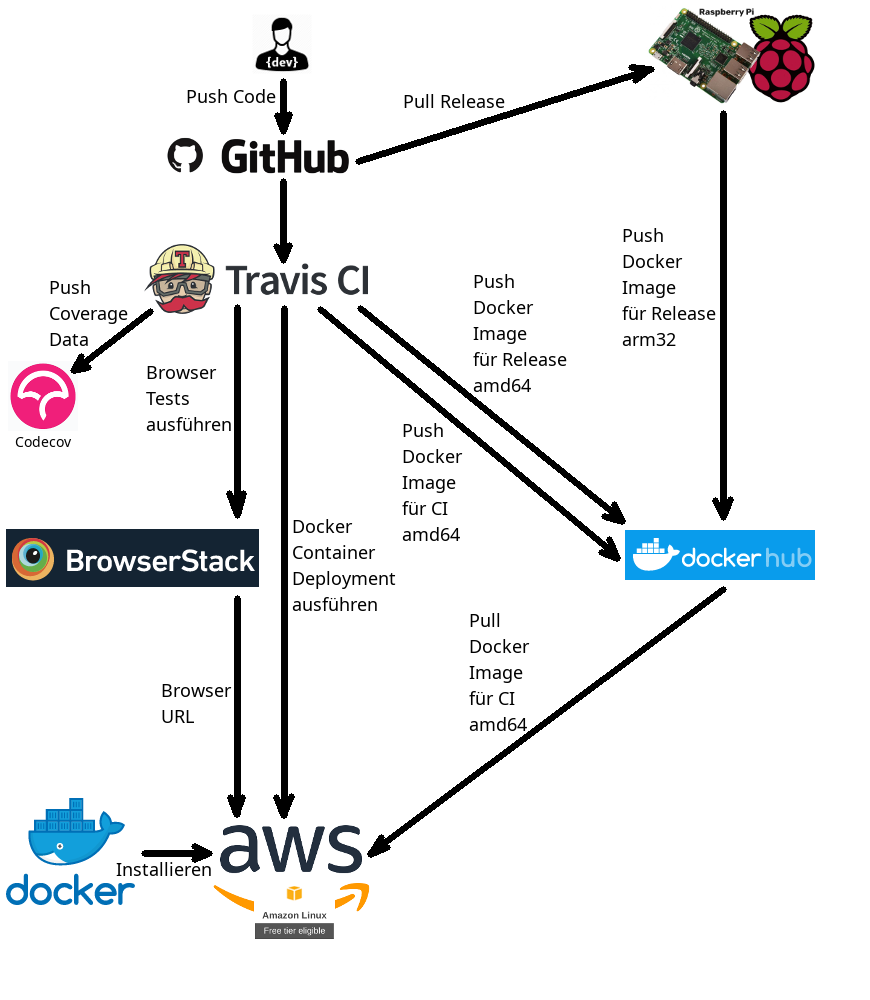 Raspberry Pi
{dev}
Push Code
Pull Release
GitHub
Push
Docker
Image
für Release
arm32
T
Travis CI
Push
Coverage
Data
Push
Docker
Image
für Release
amd64
Browser
Tests
ausführen
Codecov
Push
Docker
Image
für CI
amd64
Docker
Container
Deployment
ausführen
BrowserStack
docker hub
Pull
Docker
Image
für CI
amd64
Browser
URL
aws
Installieren
docker
Amazon Linux
Free tier eligible